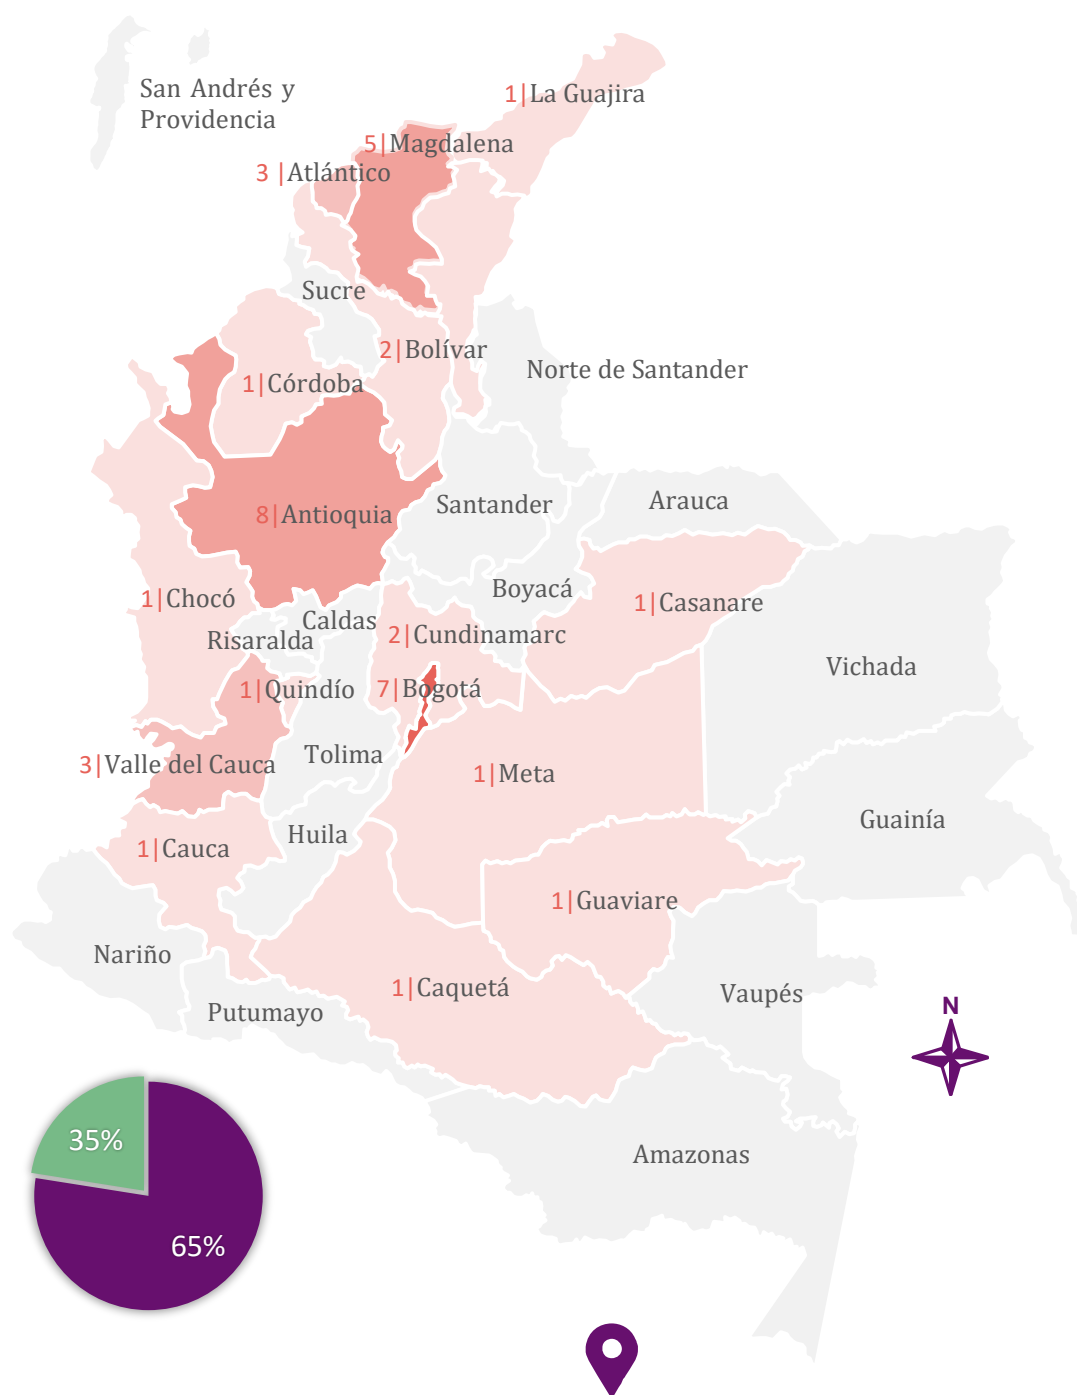 San Andrés y
Providencia
1|La Guajira
5|Magdalena
3 |Atlántico
Sucre
2|Bolívar
Norte de Santander
1|Córdoba
Santander
Arauca
8|Antioquia
Boyacá
1|Chocó
1|Casanare
Caldas
Risaralda
2|Cundinamarc
Vichada
1|Quindío
7|Bogotá
Tolima
3|Valle del Cauca
1|Meta
Guainía
Huila
1|Cauca
1|Guaviare
Nariño
1|Caquetá
Vaupés
Putumayo
N
35%
Amazonas
65%